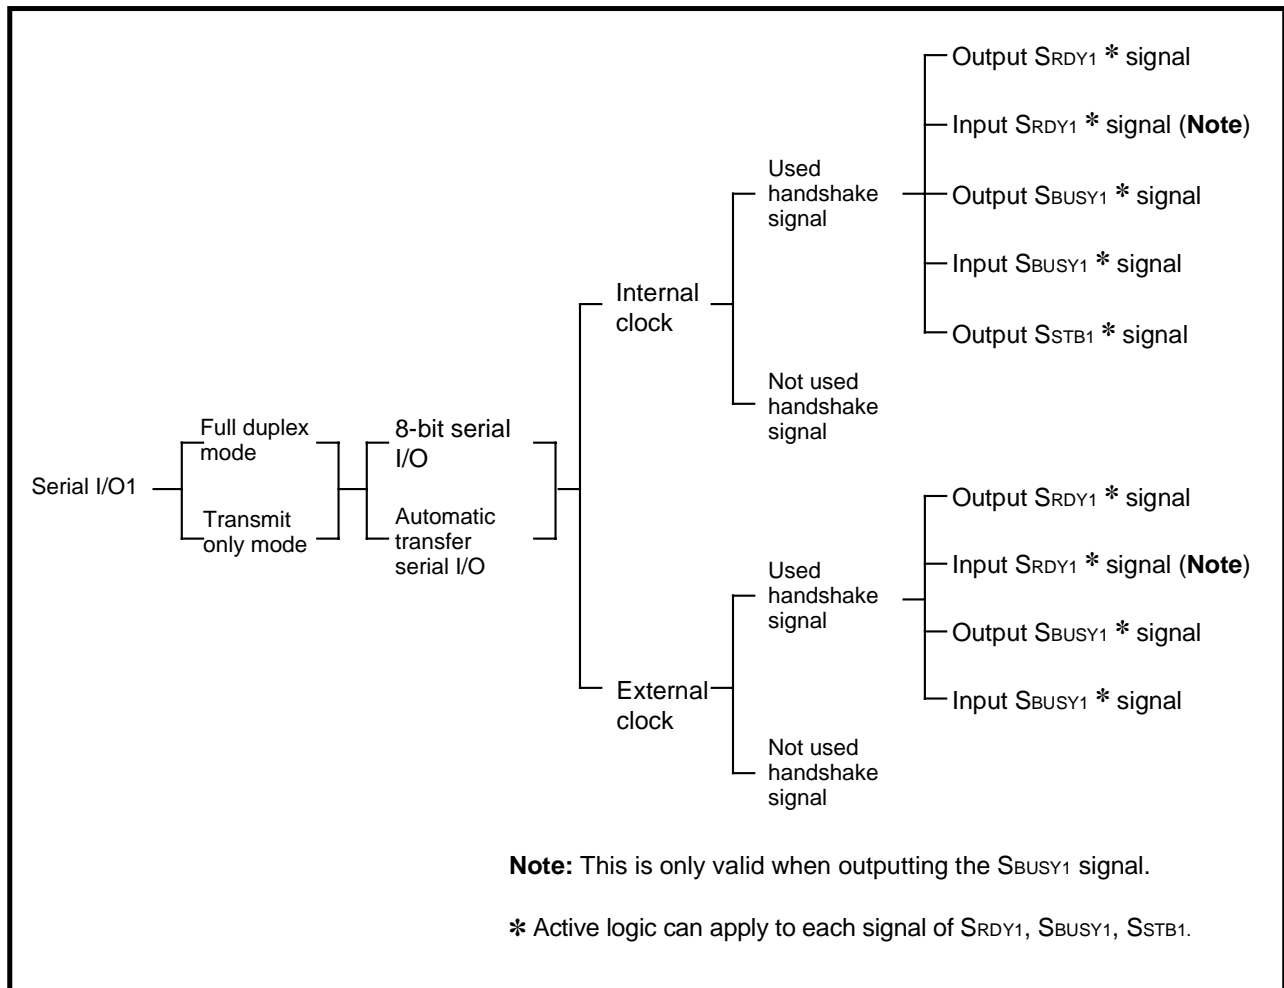 Serial I/O1
Full duplex
mode
Transmit
only mode
8-bit serial
I/O
Automatic
transfer
serial I/O
Internal
clock
Used
handshake
signal
Output SRDY1 * signal
Input SRDY1 * signal (Note)
Output SBUSY1 * signal
Input SBUSY1 * signal
Output SSTB1 * signal
Not used
handshake
signal
External
clock
Used
handshake
signal
Output SRDY1 * signal
Input SRDY1 * signal (Note)
Output SBUSY1 * signal
Input SBUSY1 * signal
Not used
handshake
signal
Note: This is only valid when outputting the SBUSY1 signal.
* Active logic can apply to each signal of SRDY1, SBUSY1, SSTB1.